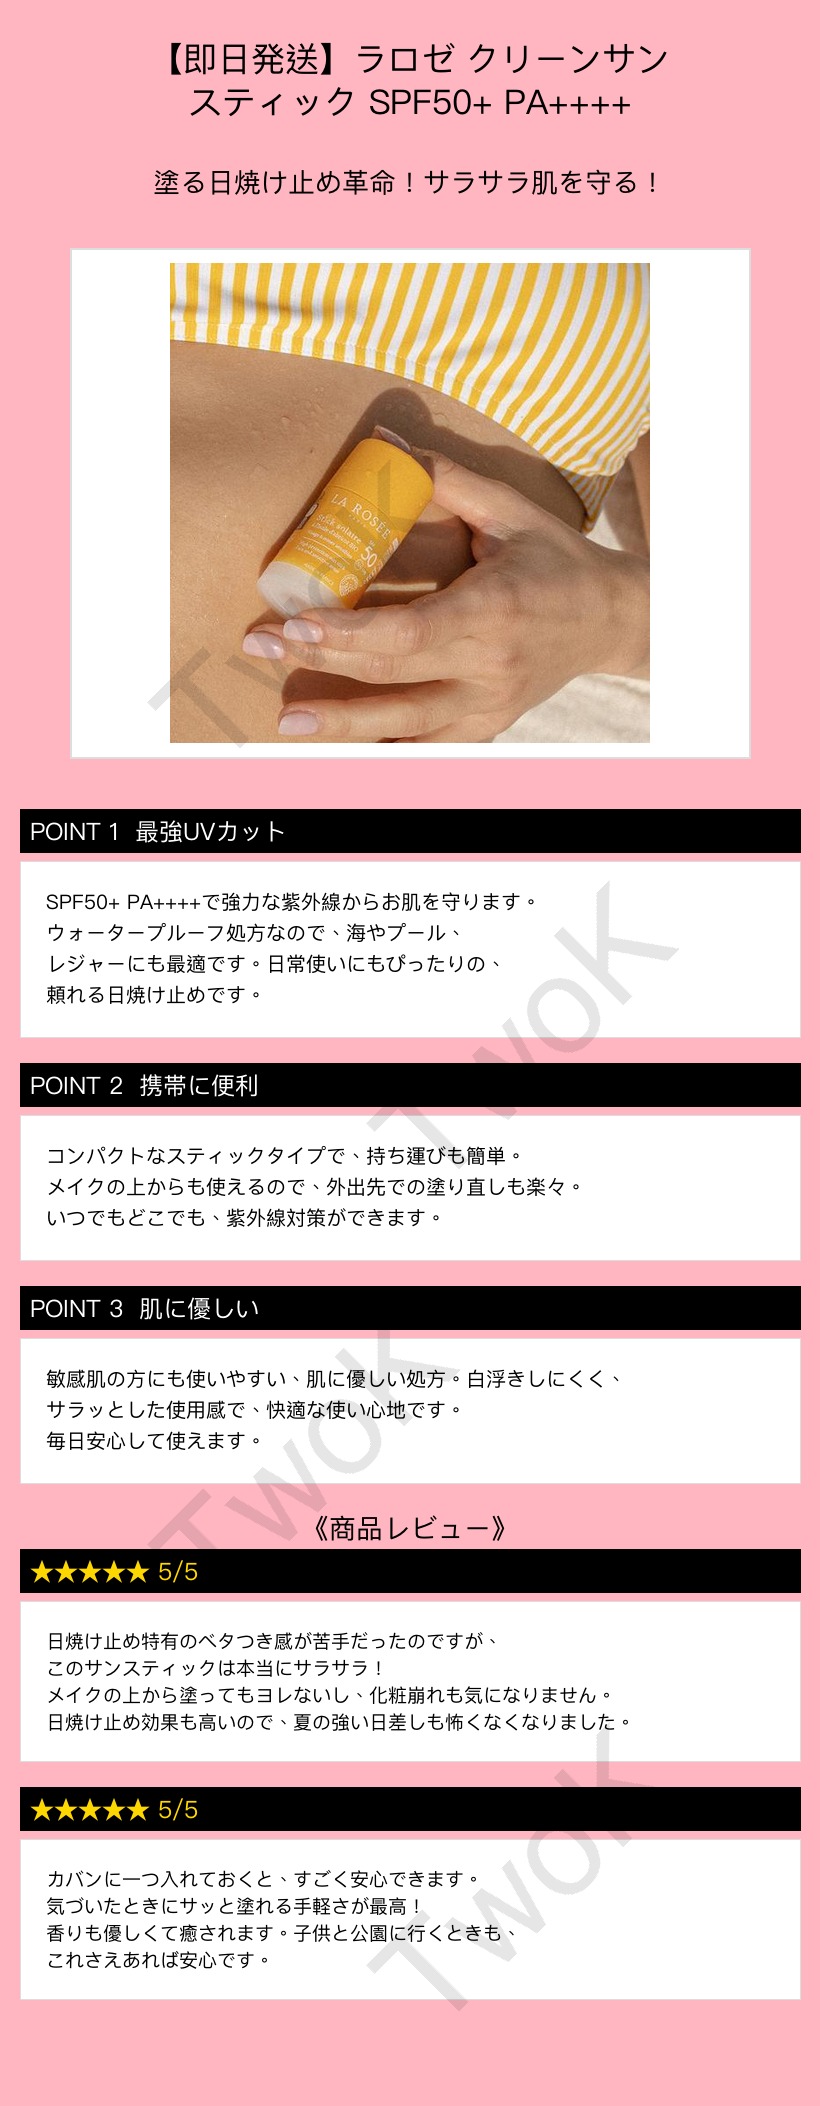 【即日発送】ラロゼ クリーンサン
スティック SPF50+ PA++++
塗る日焼け止め革命！サラサラ肌を守る！
LA ROSÉE
Stick solaire
50
POINT 1 最強UVカット
SPF50+ PA++++で強力な紫外線からお肌を守ります。
ウォータープルーフ処方なので、海やプール、
レジャーにも最適です。日常使いにもぴったりの、
頼れる日焼け止めです。
POINT 2 携帯に便利
コンパクトなスティックタイプで、持ち運びも簡単。
メイクの上からも使えるので、外出先での塗り直しも楽々。
いつでもどこでも、紫外線対策ができます。
POINT 3 肌に優しい
敏感肌の方にも使いやすい、肌に優しい処方。白浮きしにくく、
サラッとした使用感で、快適な使い心地です。
毎日安心して使えます。
《商品レビュー》
★★★★★ 5/5
日焼け止め特有のベタつき感が苦手だったのですが、
このサンスティックは本当にサラサラ！
メイクの上から塗ってもヨレないし、化粧崩れも気になりません。
日焼け止め効果も高いので、夏の強い日差しも怖くなくなりました。
★★★★★ 5/5
カバンに一つ入れておくと、すごく安心できます。
気づいたときにサッと塗れる手軽さが最高！
香りも優しくて癒されます。子供と公園に行くときも、
これさえあれば安心です。
TwoK
TwoK
TwoK
TwoK